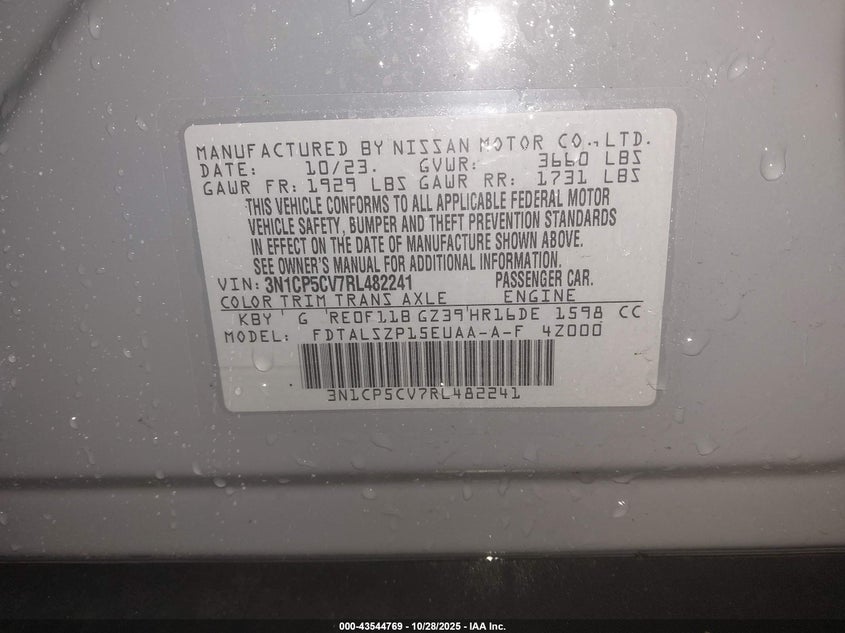 MANUFACTURED BY NISSAN MOTOR CO., LTD.
DATE: 10/23. GVWR: 3660 LBS
GAWR FR: 1929 LBS GAWR RR: 1731 LBS
THIS VEHICLE CONFORMS TO ALL APPLICABLE FEDERAL MOTOR
VEHICLE SAFETY, BUMPER AND THEFT PREVENTION STANDARDS
IN EFFECT ON THE DATE OF MANUFACTURE SHOWN ABOVE.
SEE OWNER'S MANUAL FOR ADDITIONAL INFORMATION.
VIN: 3N1CP5CV7RL482241 PASSENGER CAR.
COLOR TRIM TRANS AXLE ENGINE
KBY G RE0F11B GZ39 HR16DE 1598 CC
MODEL: FDTALSZP15EUAA-A-F 4Z000
3N1CP5CV7RL482241
000-43544769 - 10/28/2025 - IAA Inc.